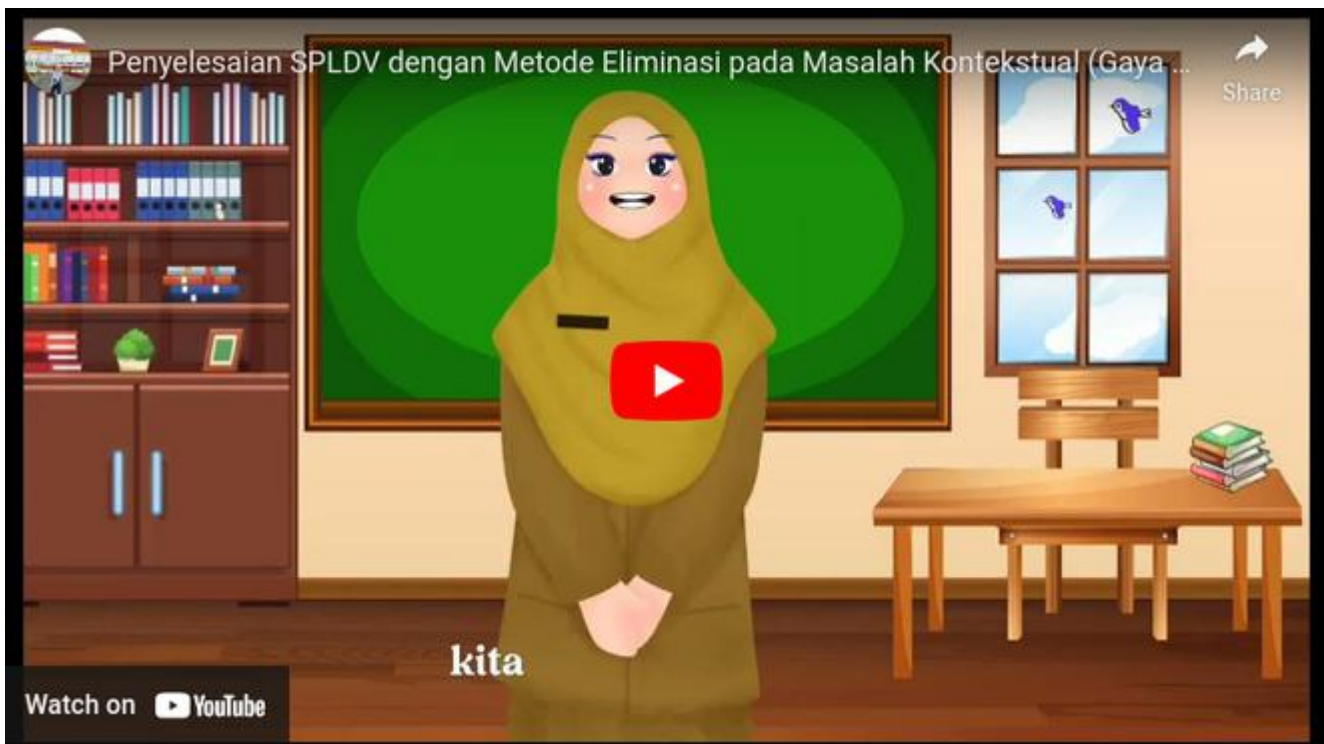 Penyelesaian SPLDV dengan Metode Eliminasi pada Masalah Kontekstual (Gaya ...
Share
kita
Watch on YouTube